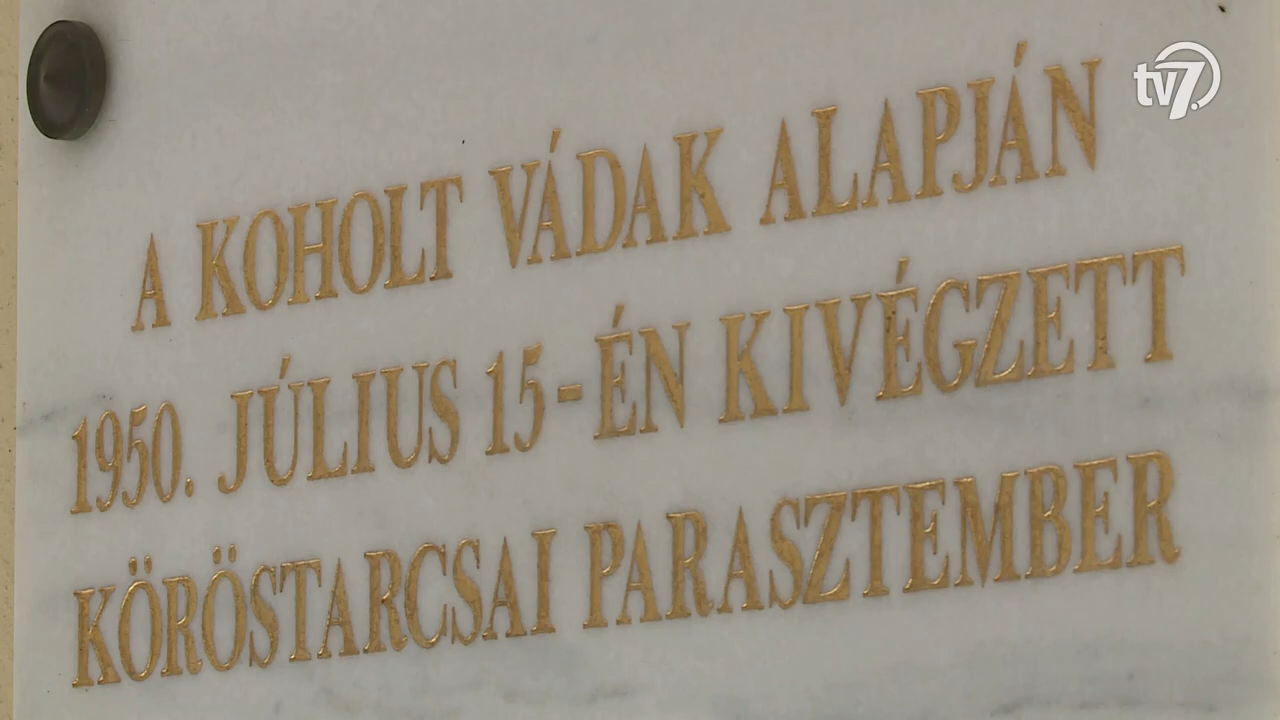 tv7.
A KOHOLT VÁDAK ALAPJÁN
1950. JÚLIUS 15-ÉN KIVÉGZETT
KÖRÖSTARCSAI PARASZTEMBER